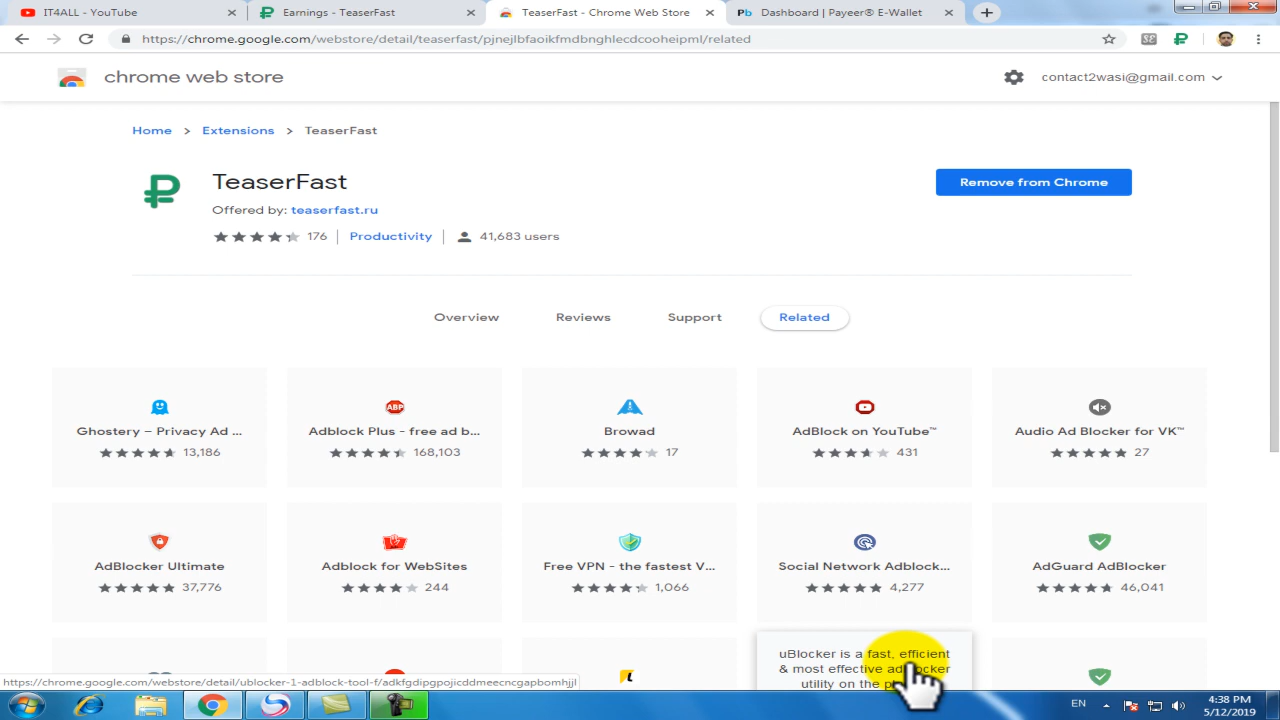 IT4ALL - YouTube
Earnings - TeaserFast
TeaserFast - Chrome Web Store
Pb Dashboard | Payeer® E-Wallet
https://chrome.google.com/webstore/detail/teaserfast/pjnejlbfaoikfmdbnghlecdcooheipml/related
chrome web store
contact2wasi@gmail.com
Home > Extensions > TeaserFast
TeaserFast
Remove from Chrome
Offered by: teaserfast.ru
176 | Productivity | 41,683 users
Overview
Reviews
Support
Related
ABP
Ghostery – Privacy Ad ...
Adblock Plus - free ad b...
Browad
AdBlock on YouTube™
Audio Ad Blocker for VK™
13,186
168,103
17
431
27
AdBlocker Ultimate
Adblock for WebSites
Free VPN - the fastest V...
Social Network Adblock...
AdGuard AdBlocker
37,776
244
1,066
4,277
46,041
uBlocker is a fast, efficient
& most effective
utility on the
https://chrome.google.com/webstore/detail/ublocker-1-adblock-tool-f/adkfgdipgpojicddmeecncgapbomhjjl
EN
4:38 PM
5/12/2019